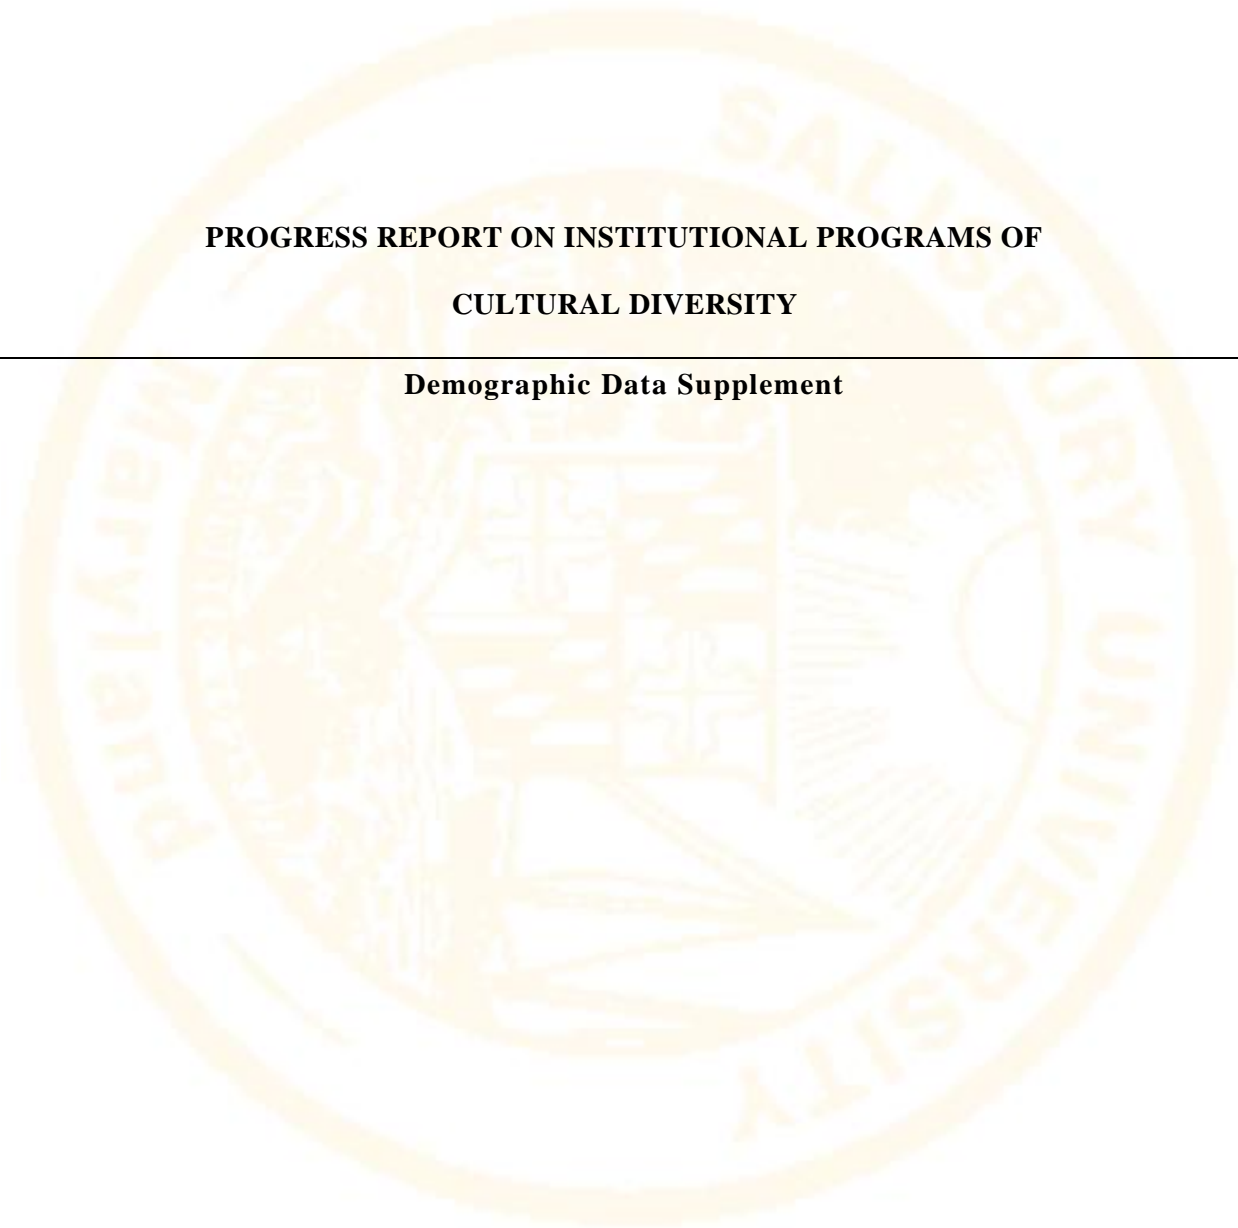 PROGRESS REPORT ON INSTITUTIONAL PROGRAMS OF
CULTURAL DIVERSITY
Demographic Data Supplement
SALISBURY UNIVERSITY
Maryland